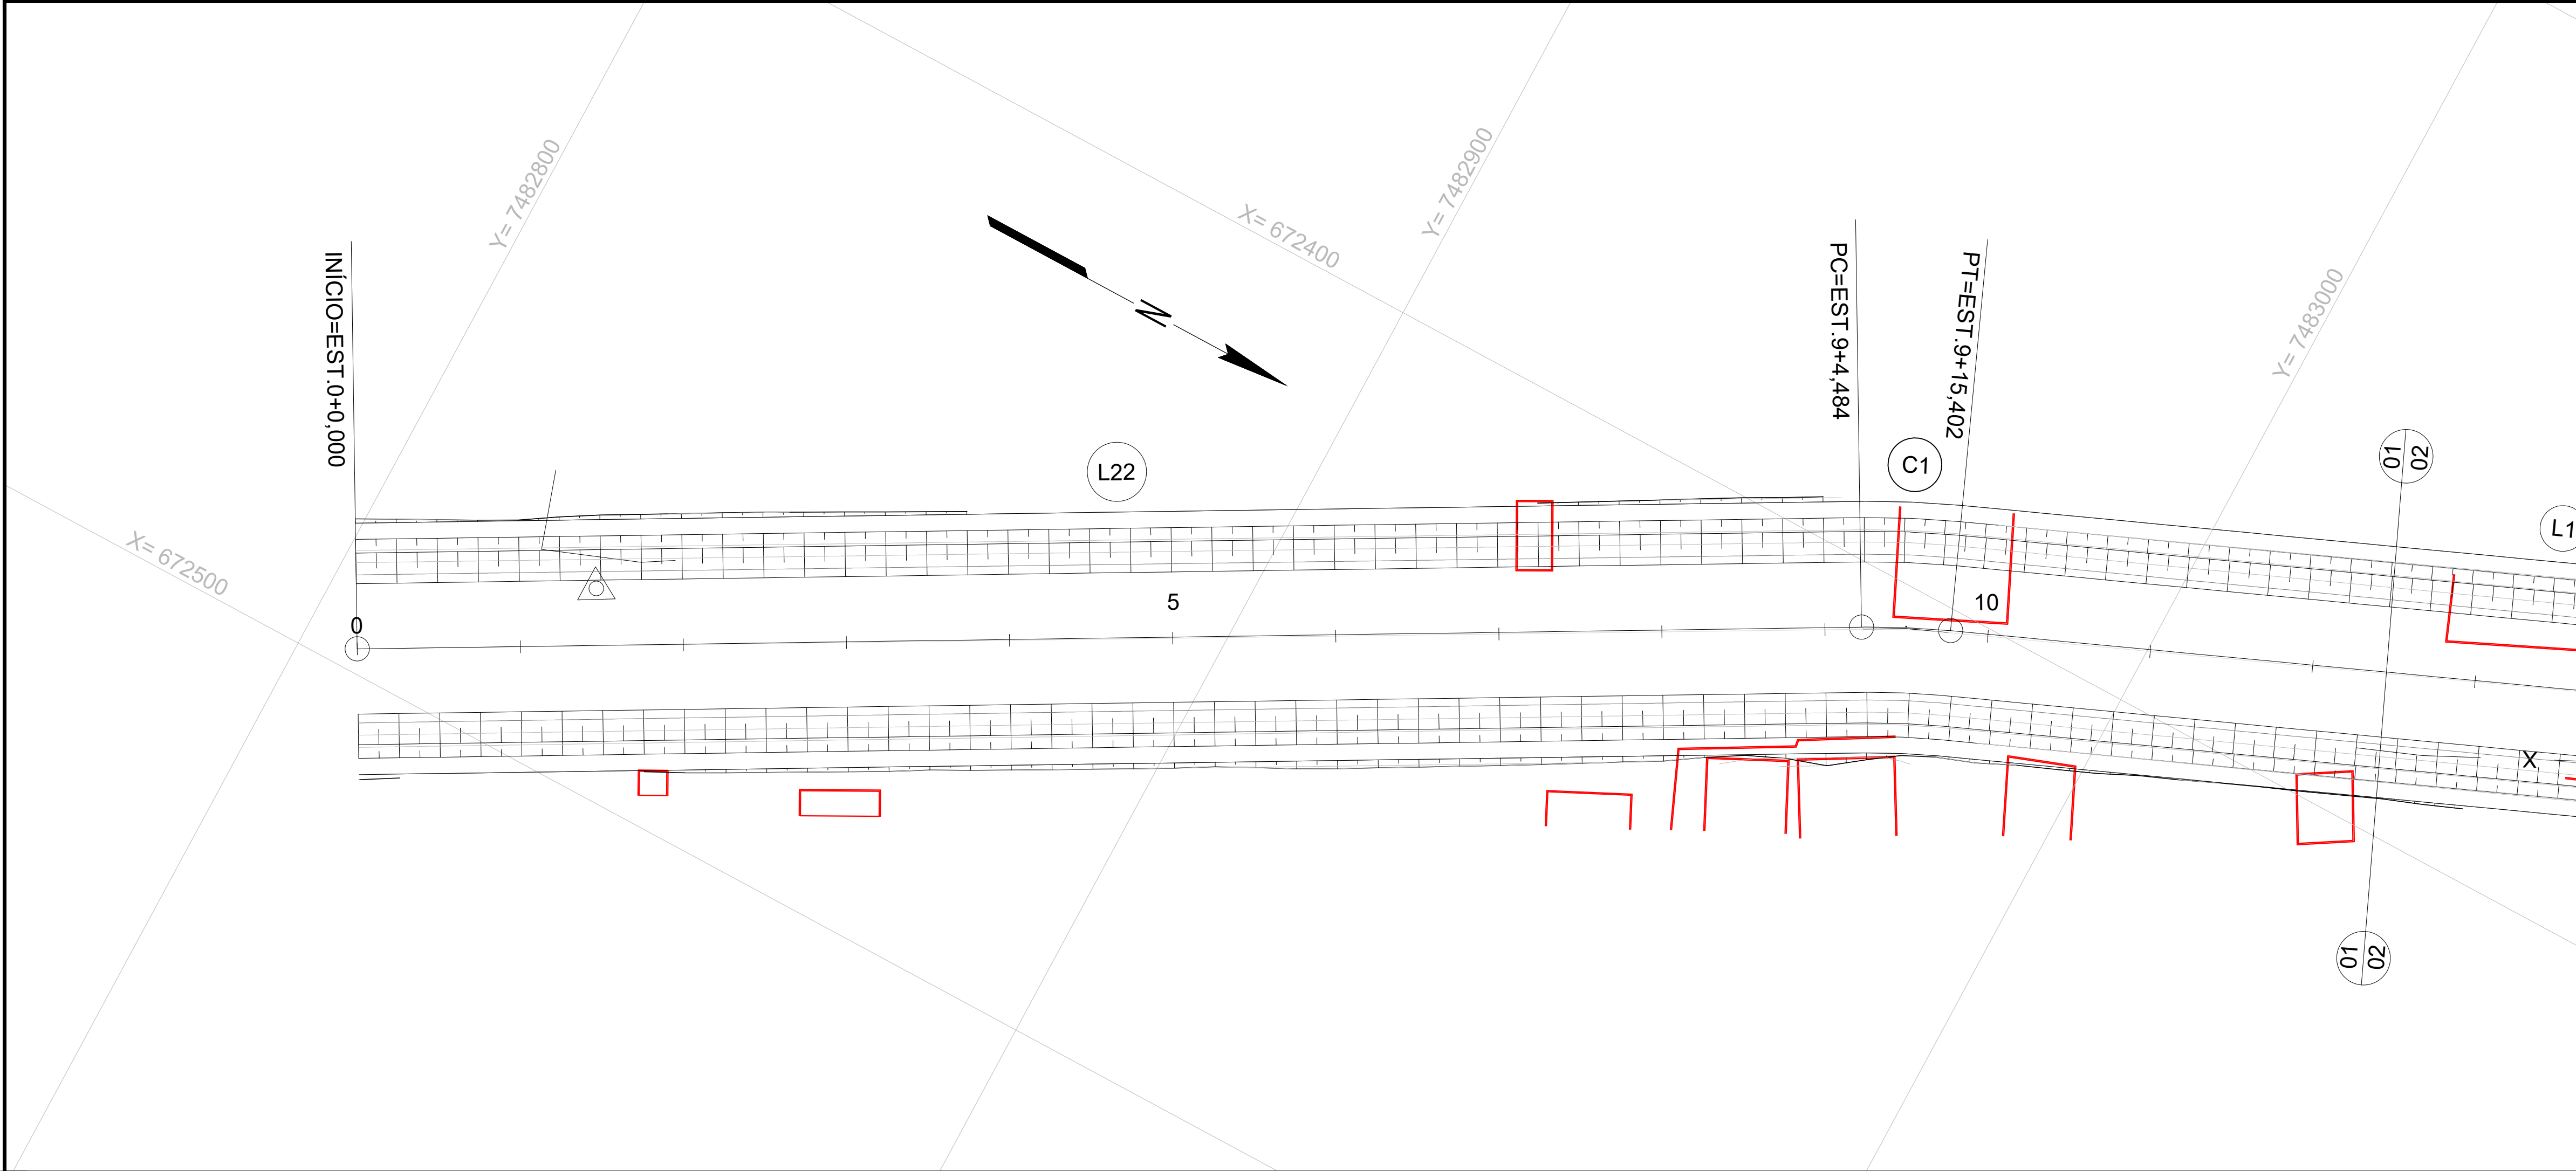 Y= 7482800
Y= 7482900
X= 672400
N
INÍCIO=EST.0+0,000
PC=EST.9+4,484
PT=EST.9+15,402
Y= 7483000
L22
C1
01
02
L1
X= 672500
0
5
10
X
01
02